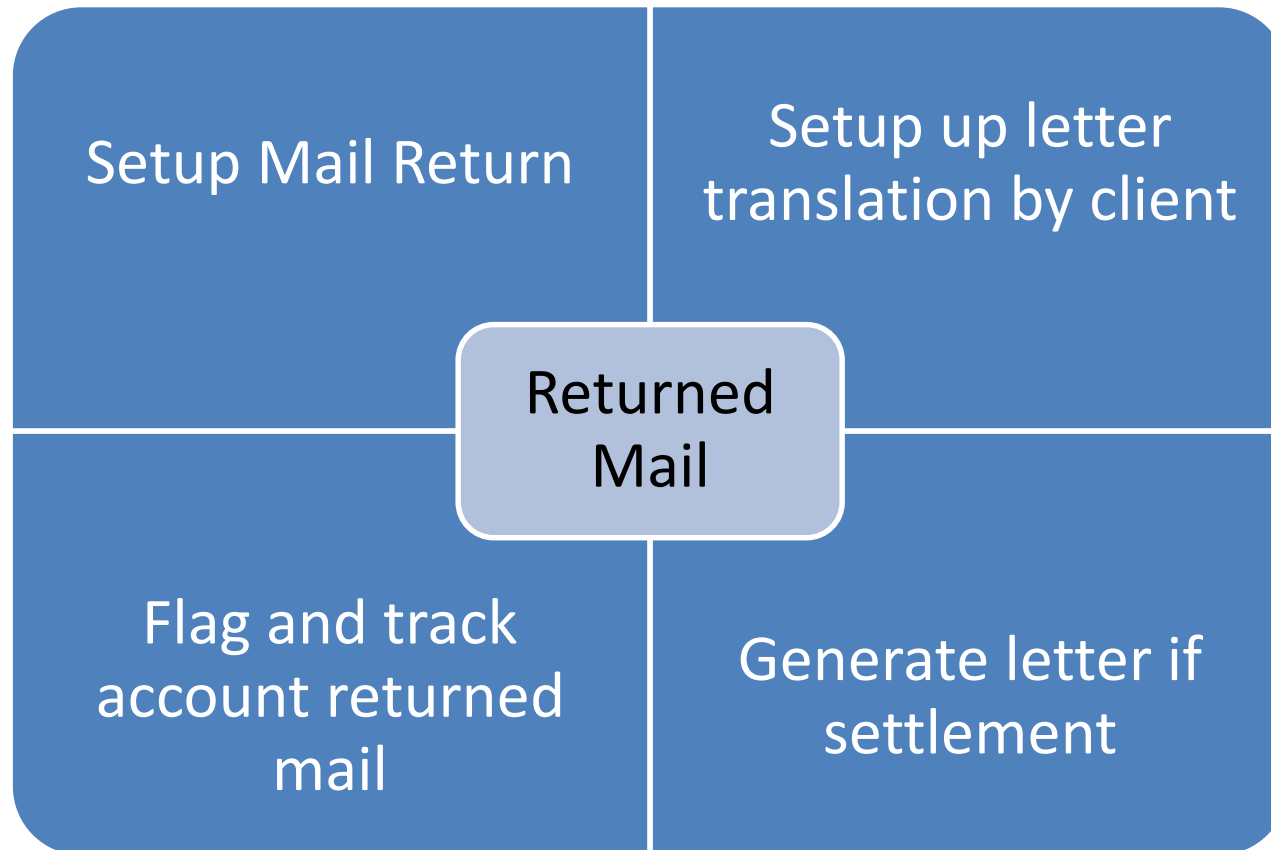 Setup Mail Return
Setup up letter
translation by client
Returned
Mail
Flag and track
account returned
mail
Generate letter if
settlement